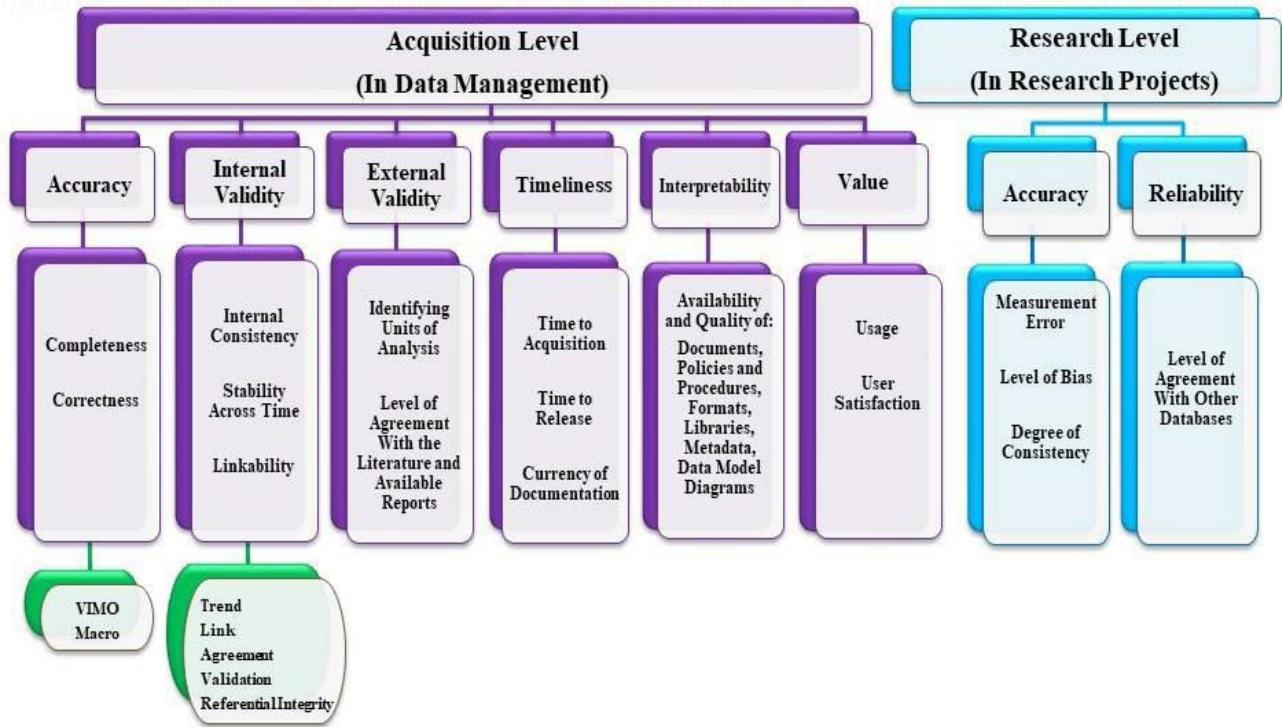 Acquisition Level
(In Data Management)
Research Level
(In Research Projects)
Accuracy
Internal
Validity
External
Validity
Timeliness
Interpretability
Value
Accuracy
Reliability
Completeness
Correctness
Internal
Consistency
Stability
Across Time
Linkability
Identifying
Units of
Analysis
Level of
Agreement
With the
Literature and
Available
Reports
Time to
Acquisition
Time to
Release
Currency of
Documentation
Availability
and Quality of:
Documents,
Policies and
Procedures,
Formats,
Libraries,
Metadata,
Data Model
Diagrams
Usage
User
Satisfaction
Measurement
Error
Level of Bias
Degree of
Consistency
Level of
Agreement
With Other
Databases
VIMO
Macro
Trend
Link
Agreement
Validation
Referential Integrity